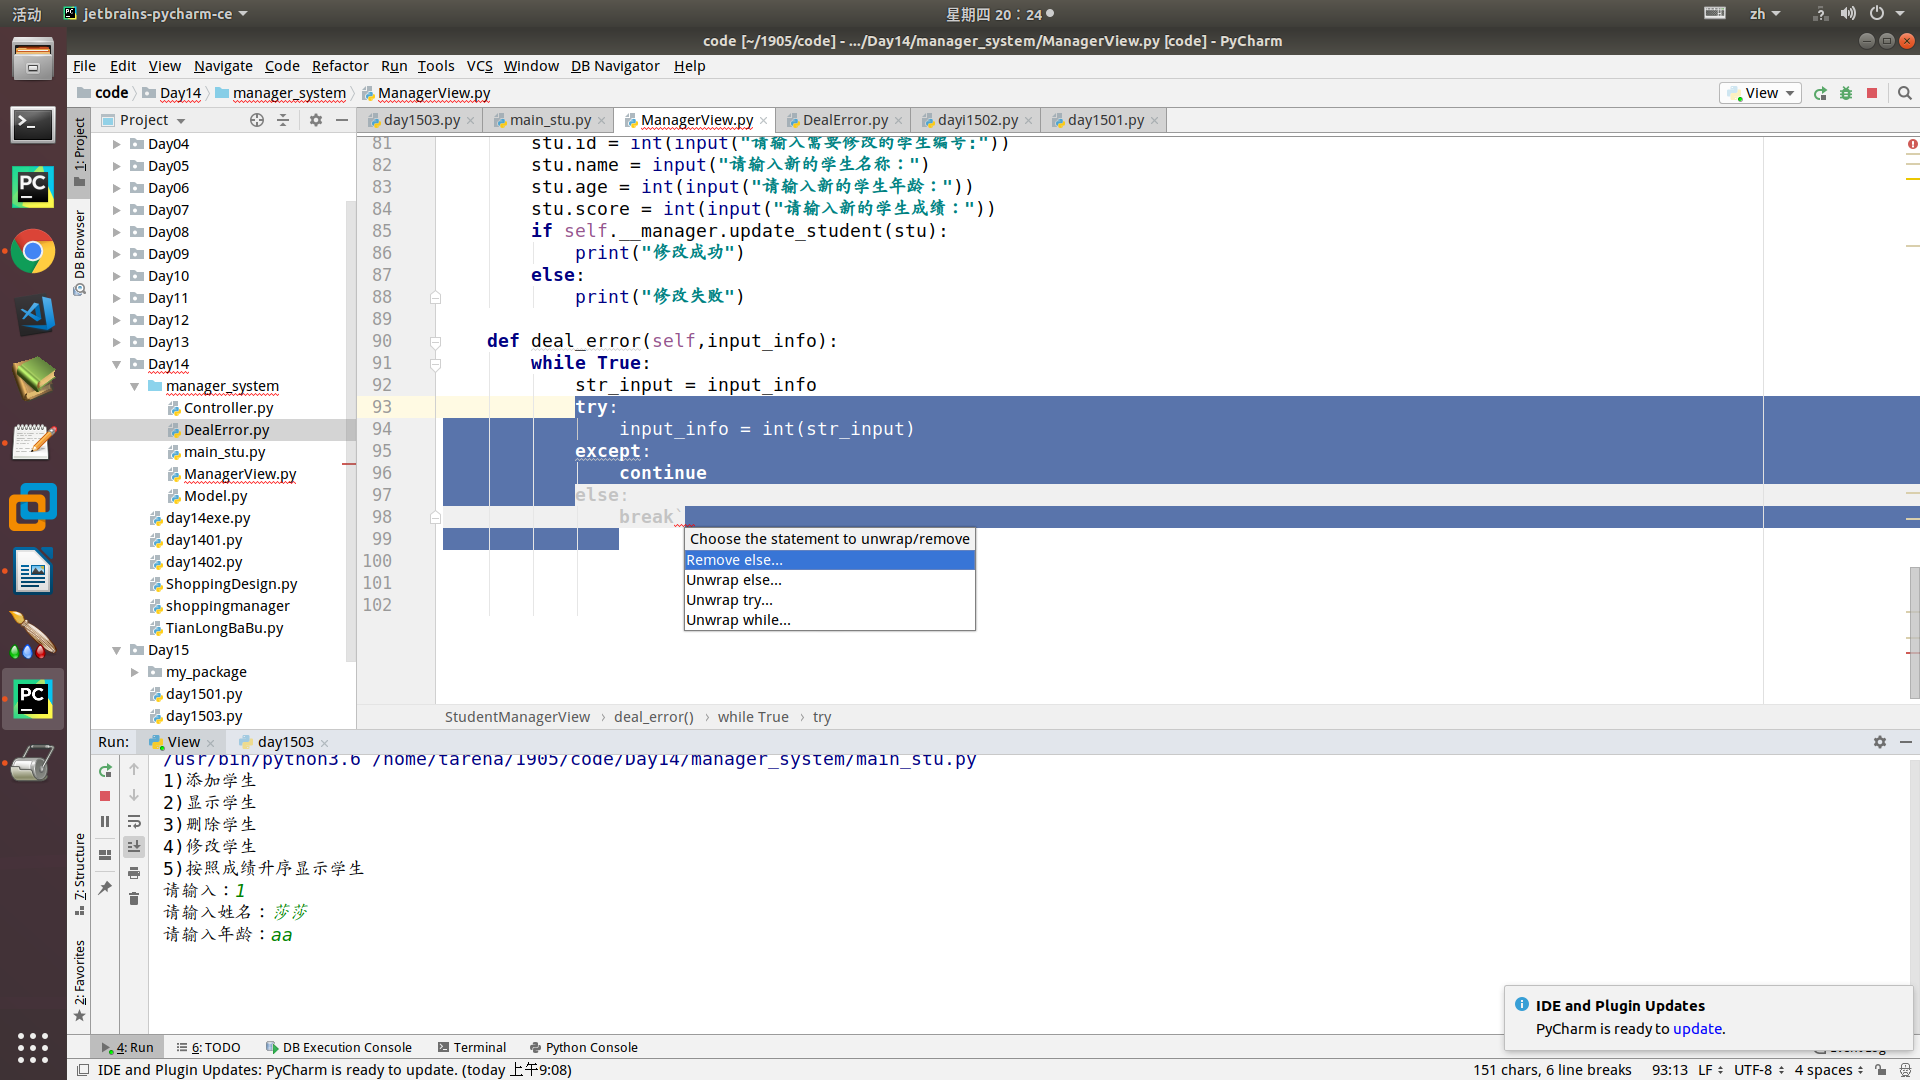 活动 jetbrains-pycharm-ce 星期四 20：24 zh
code [~/1905/code] - .../Day14/manager_system/ManagerView.py [code] - PyCharm
File Edit View Navigate Code Refactor Run Tools VCS Window DB Navigator Help
code Day14 manager_system ManagerView.py View
Project day1503.py main_stu.py ManagerView.py DealError.py dayi1502.py day1501.py
1: Project
DB Browser
7: Structure
2: Favorites
Day04
Day05
Day06
Day07
Day08
Day09
Day10
Day11
Day12
Day13
Day14
manager_system
Controller.py
DealError.py
main_stu.py
ManagerView.py
Model.py
day14exe.py
day1401.py
day1402.py
ShoppingDesign.py
shoppingmanager
TianLongBaBu.py
Day15
my_package
day1501.py
day1503.py
81 stu.id = int(input("请输入需要修改的学生编号:"))
82 stu.name = input("请输入新的学生名称：")
83 stu.age = int(input("请输入新的学生年龄："))
84 stu.score = int(input("请输入新的学生成绩："))
85 if self.__manager.update_student(stu):
86 print("修改成功")
87 else:
88 print("修改失败")
89
90 def deal_error(self,input_info):
91 while True:
92 str_input = input_info
93 try:
94 input_info = int(str_input)
95 except:
96 continue
97 else:
98 break`
99
100
101
102
Choose the statement to unwrap/remove
Remove else...
Unwrap else...
Unwrap try...
Unwrap while...
StudentManagerView › deal_error() › while True › try
Run: View day1503
/usr/bin/python3.6 /home/tarena/1905/code/Day14/manager_system/main_stu.py
1)添加学生
2)显示学生
3)删除学生
4)修改学生
5)按照成绩升序显示学生
请输入：1
请输入姓名：莎莎
请输入年龄：aa
IDE and Plugin Updates
PyCharm is ready to update.
4: Run 6: TODO DB Execution Console Terminal Python Console
IDE and Plugin Updates: PyCharm is ready to update. (today 上午9:08) 151 chars, 6 line breaks 93:13 LF UTF-8 4 spaces